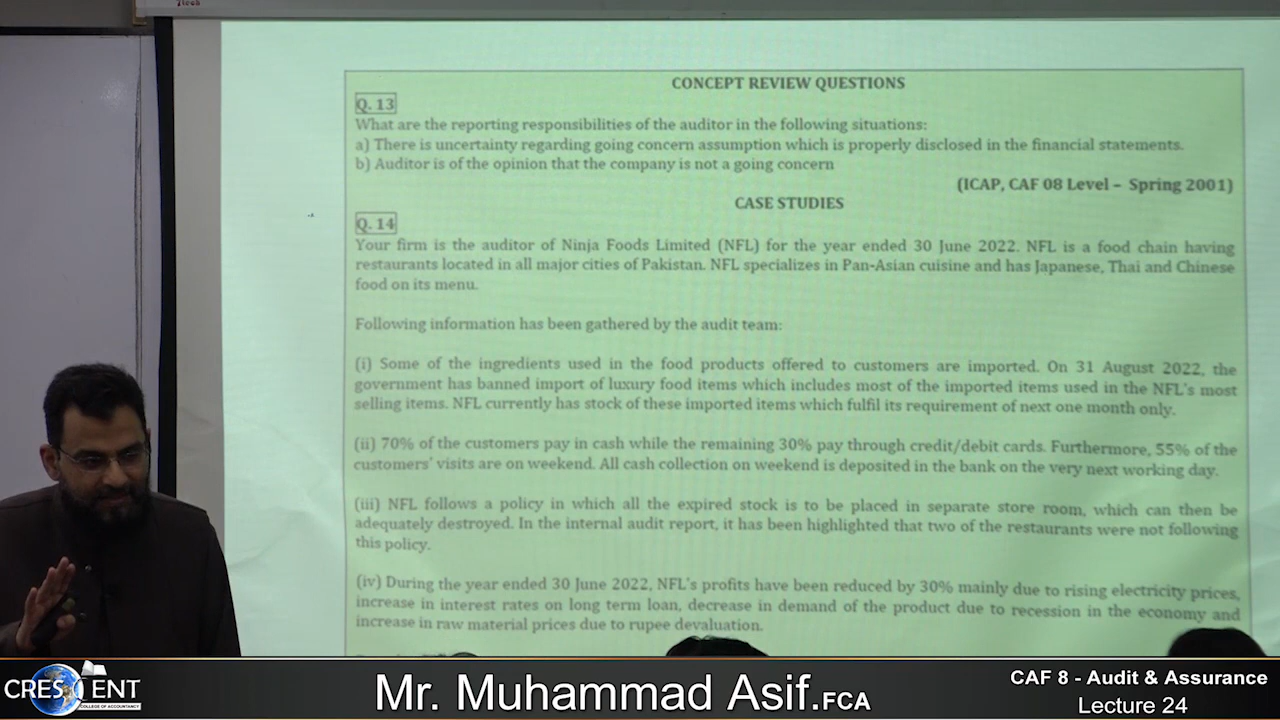 CONCEPT REVIEW QUESTIONS
Q. 13
What are the reporting responsibilities of the auditor in the following situations:
a) There is uncertainty regarding going concern assumption which is properly disclosed in the financial statements.
b) Auditor is of the opinion that the company is not a going concern
(ICAP, CAF 08 Level – Spring 2001)
CASE STUDIES
Q. 14
Your firm is the auditor of Ninja Foods Limited (NFL) for the year ended 30 June 2022. NFL is a food chain having
restaurants located in all major cities of Pakistan. NFL specializes in Pan-Asian cuisine and has Japanese, Thai and Chinese
food on its menu.
Following information has been gathered by the audit team:
(i) Some of the ingredients used in the food products offered to customers are imported. On 31 August 2022, the
government has banned import of luxury food items which includes most of the imported items used in the NFL's most
selling items. NFL currently has stock of these imported items which fulfil its requirement of next one month only.
(ii) 70% of the customers pay in cash while the remaining 30% pay through credit/debit cards. Furthermore, 55% of the
customers' visits are on weekend. All cash collection on weekend is deposited in the bank on the very next working day.
(iii) NFL follows a policy in which all the expired stock is to be placed in separate store room, which can then be
adequately destroyed. In the internal audit report, it has been highlighted that two of the restaurants were not following
this policy.
(iv) During the year ended 30 June 2022, NFL's profits have been reduced by 30% mainly due to rising electricity prices,
increase in interest rates on long term loan, decrease in demand of the product due to recession in the economy and
increase in raw material prices due to rupee devaluation.
CRESCENT
COLLEGE OF ACCOUNTANCY
Mr. Muhammad Asif.FCA
CAF 8 - Audit & Assurance
Lecture 24